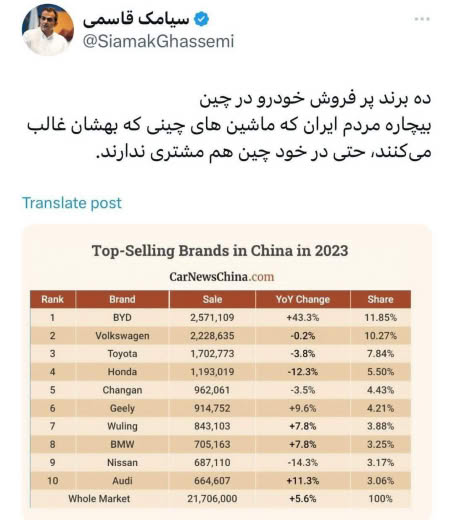 سیامک قاسمی
@SiamakGhassemi
ده برند پر فروش خودرو در چین
بیچاره مردم ایران که ماشین های چینی که بهشان غالب
می‌کنند، حتی در خود چین هم مشتری ندارند.
Translate post
Top-Selling Brands in China in 2023
CarNewsChina.com
Rank Brand Sale YoY Change Share
1 BYD 2,571,109 +43.3% 11.85%
2 Volkswagen 2,228,635 -0.2% 10.27%
3 Toyota 1,702,773 -3.8% 7.84%
4 Honda 1,193,019 -12.3% 5.50%
5 Changan 962,061 -3.5% 4.43%
6 Geely 914,752 +9.6% 4.21%
7 Wuling 843,103 +7.8% 3.88%
8 BMW 705,163 +7.8% 3.25%
9 Nissan 687,110 -14.3% 3.17%
10 Audi 664,607 +11.3% 3.06%
Whole Market 21,706,000 +5.6% 100%